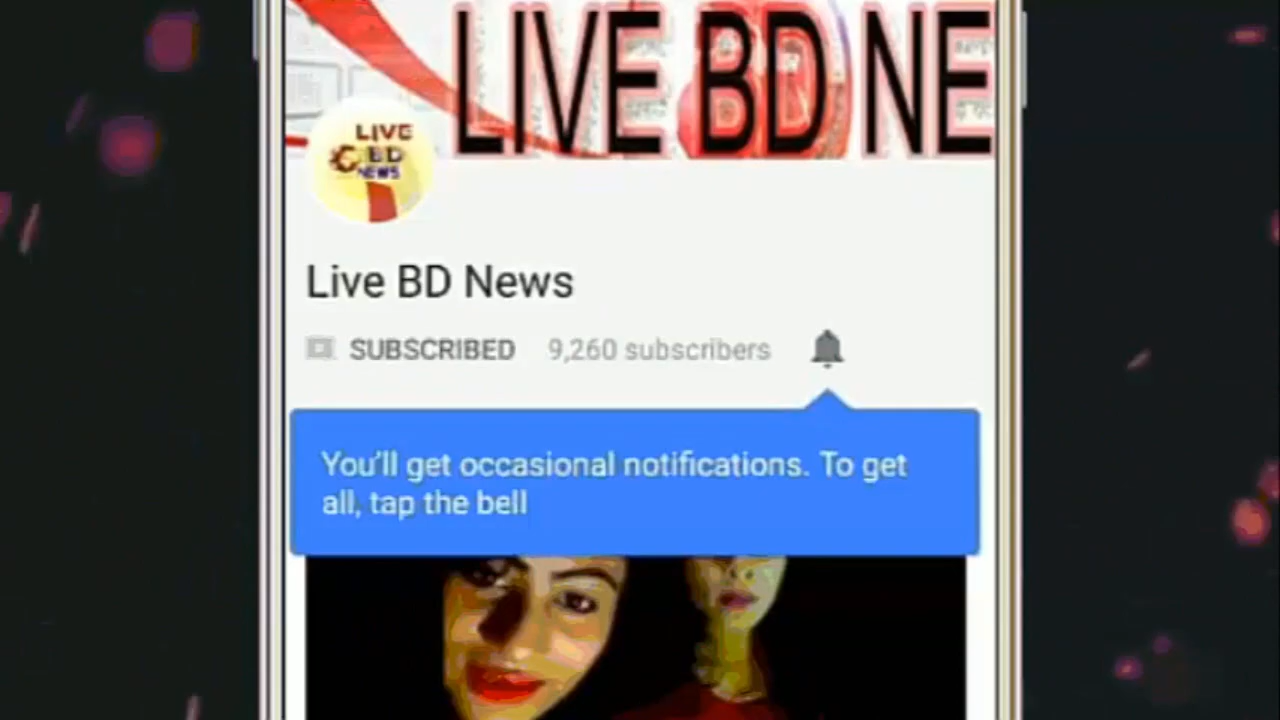 LIVE BD NE
LIVE
BD
NEWS
Live BD News
SUBSCRIBED 9,260 subscribers
You'll get occasional notifications. To get
all, tap the bell